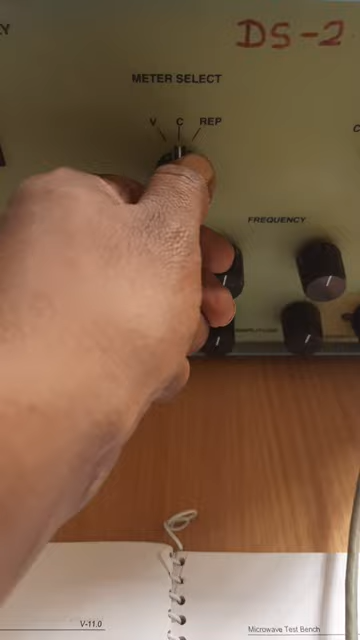 Y
DS-2
METER SELECT
V C REP
C
FREQUENCY
V-11.0
Microwave Test Bench